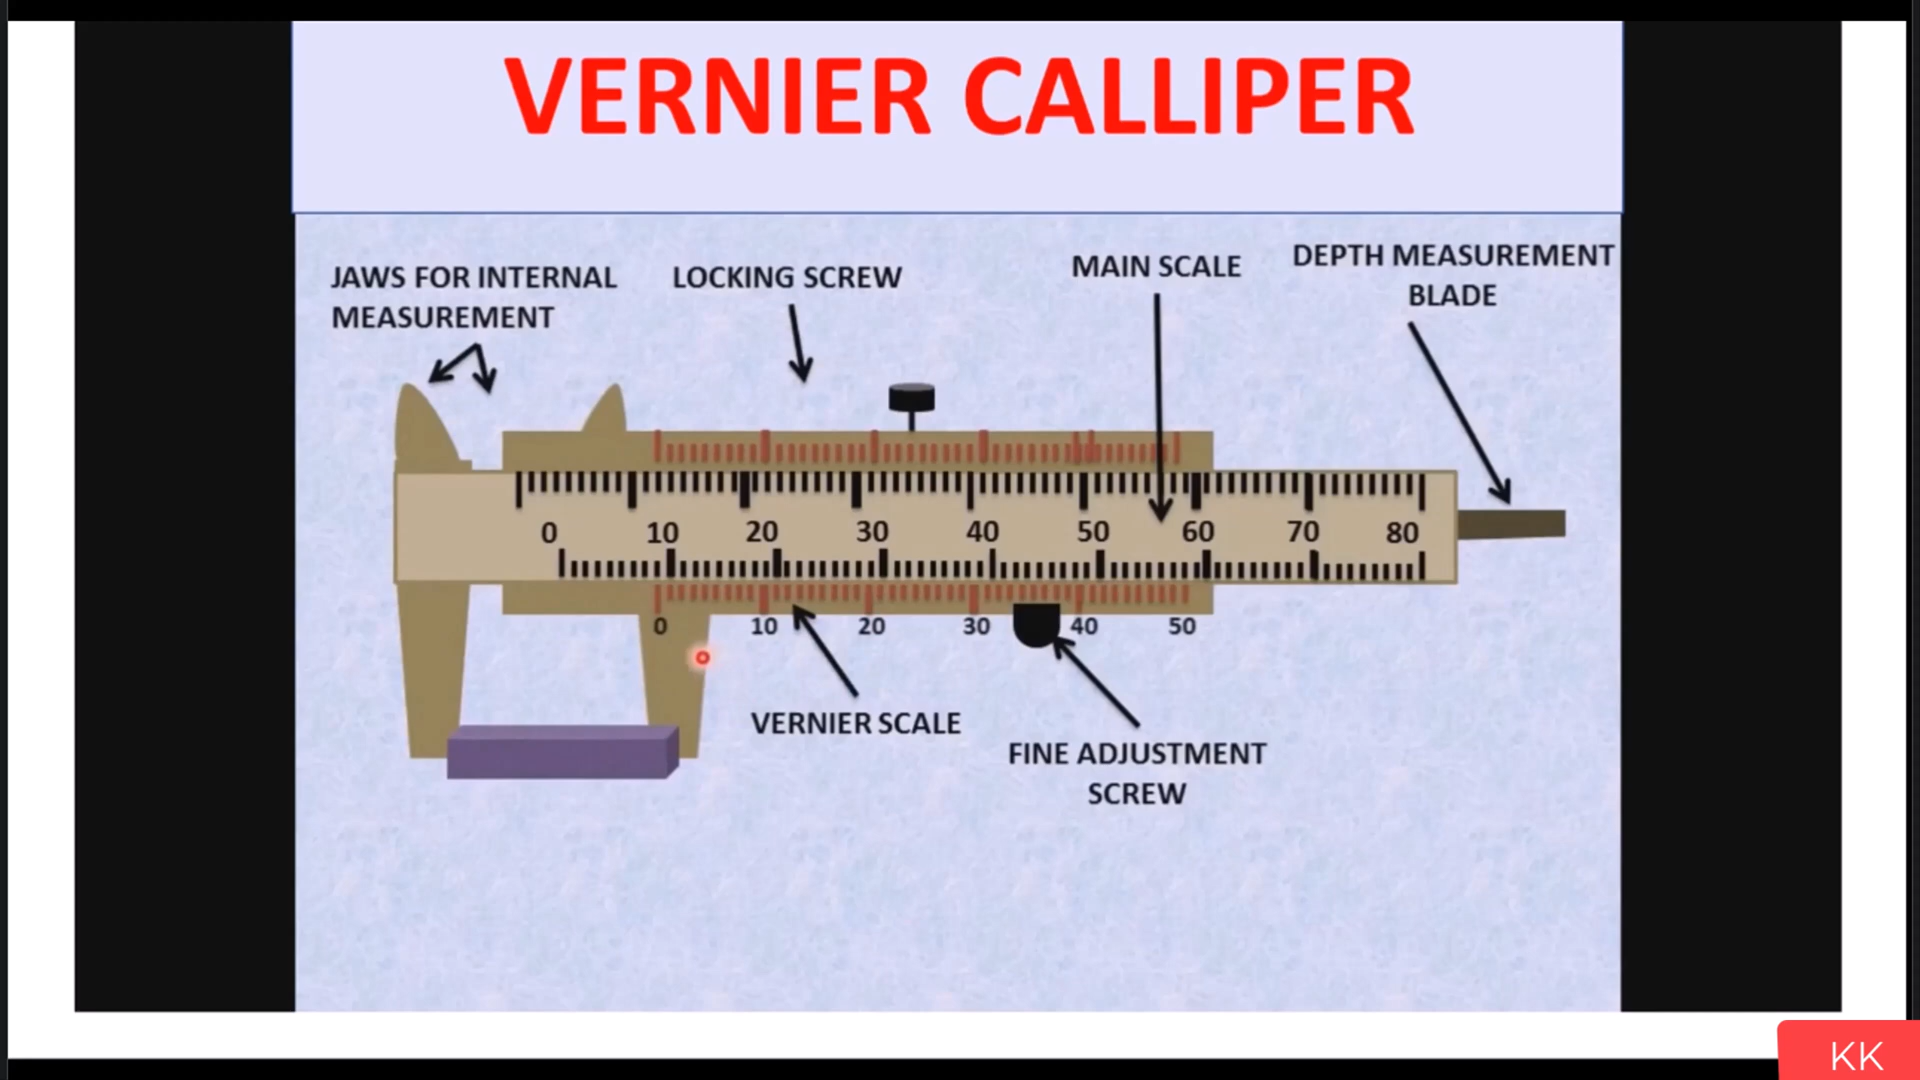 VERNIER CALLIPER
JAWS FOR INTERNAL
MEASUREMENT
LOCKING SCREW
MAIN SCALE
DEPTH MEASUREMENT
BLADE
0 10 20 30 40 50 60 70 80
0 10 20 30 40 50
VERNIER SCALE
FINE ADJUSTMENT
SCREW
KK